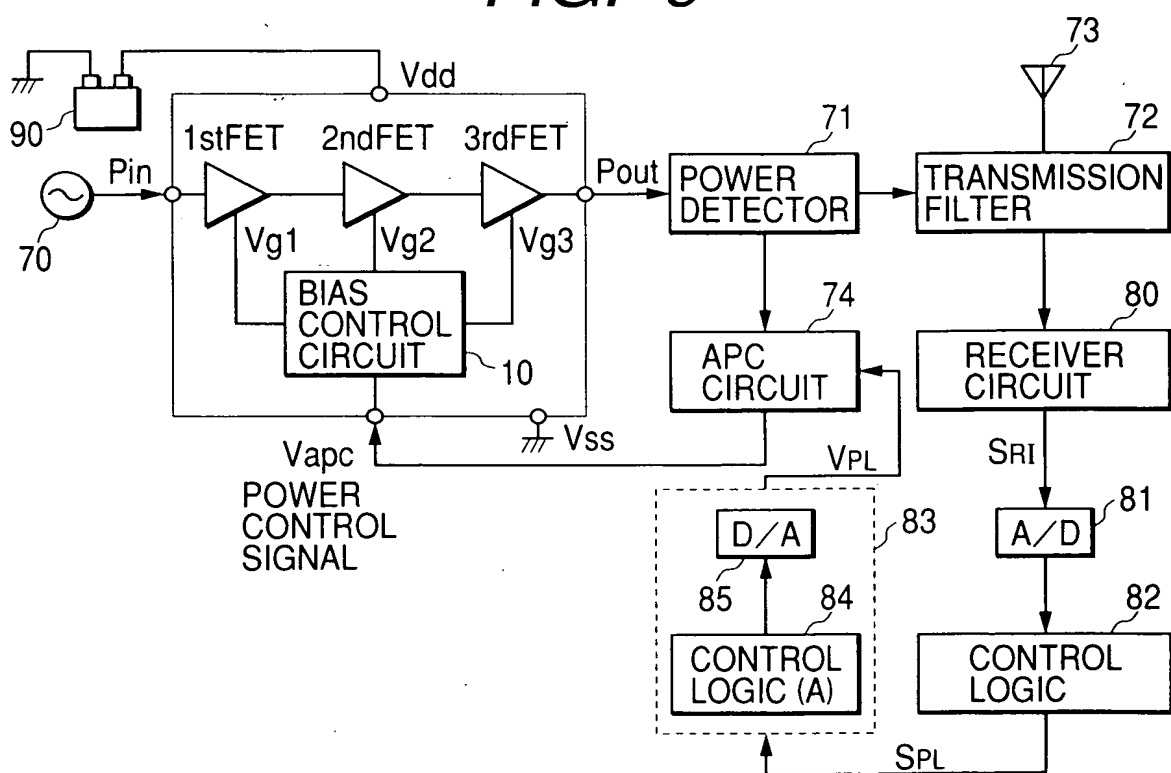 FIG. 9
73
Vdd
90
1stFET
2ndFET
3rdFET
71
72
Pin
Pout
POWER
DETECTOR
TRANSMISSION
FILTER
70
Vg1
Vg2
Vg3
BIAS
CONTROL
CIRCUIT
10
74
80
APC
CIRCUIT
RECEIVER
CIRCUIT
Vss
Vapc
POWER
CONTROL
SIGNAL
VPL
SRI
83
81
D/A
A/D
85
84
82
CONTROL
LOGIC (A)
CONTROL
LOGIC
SPL